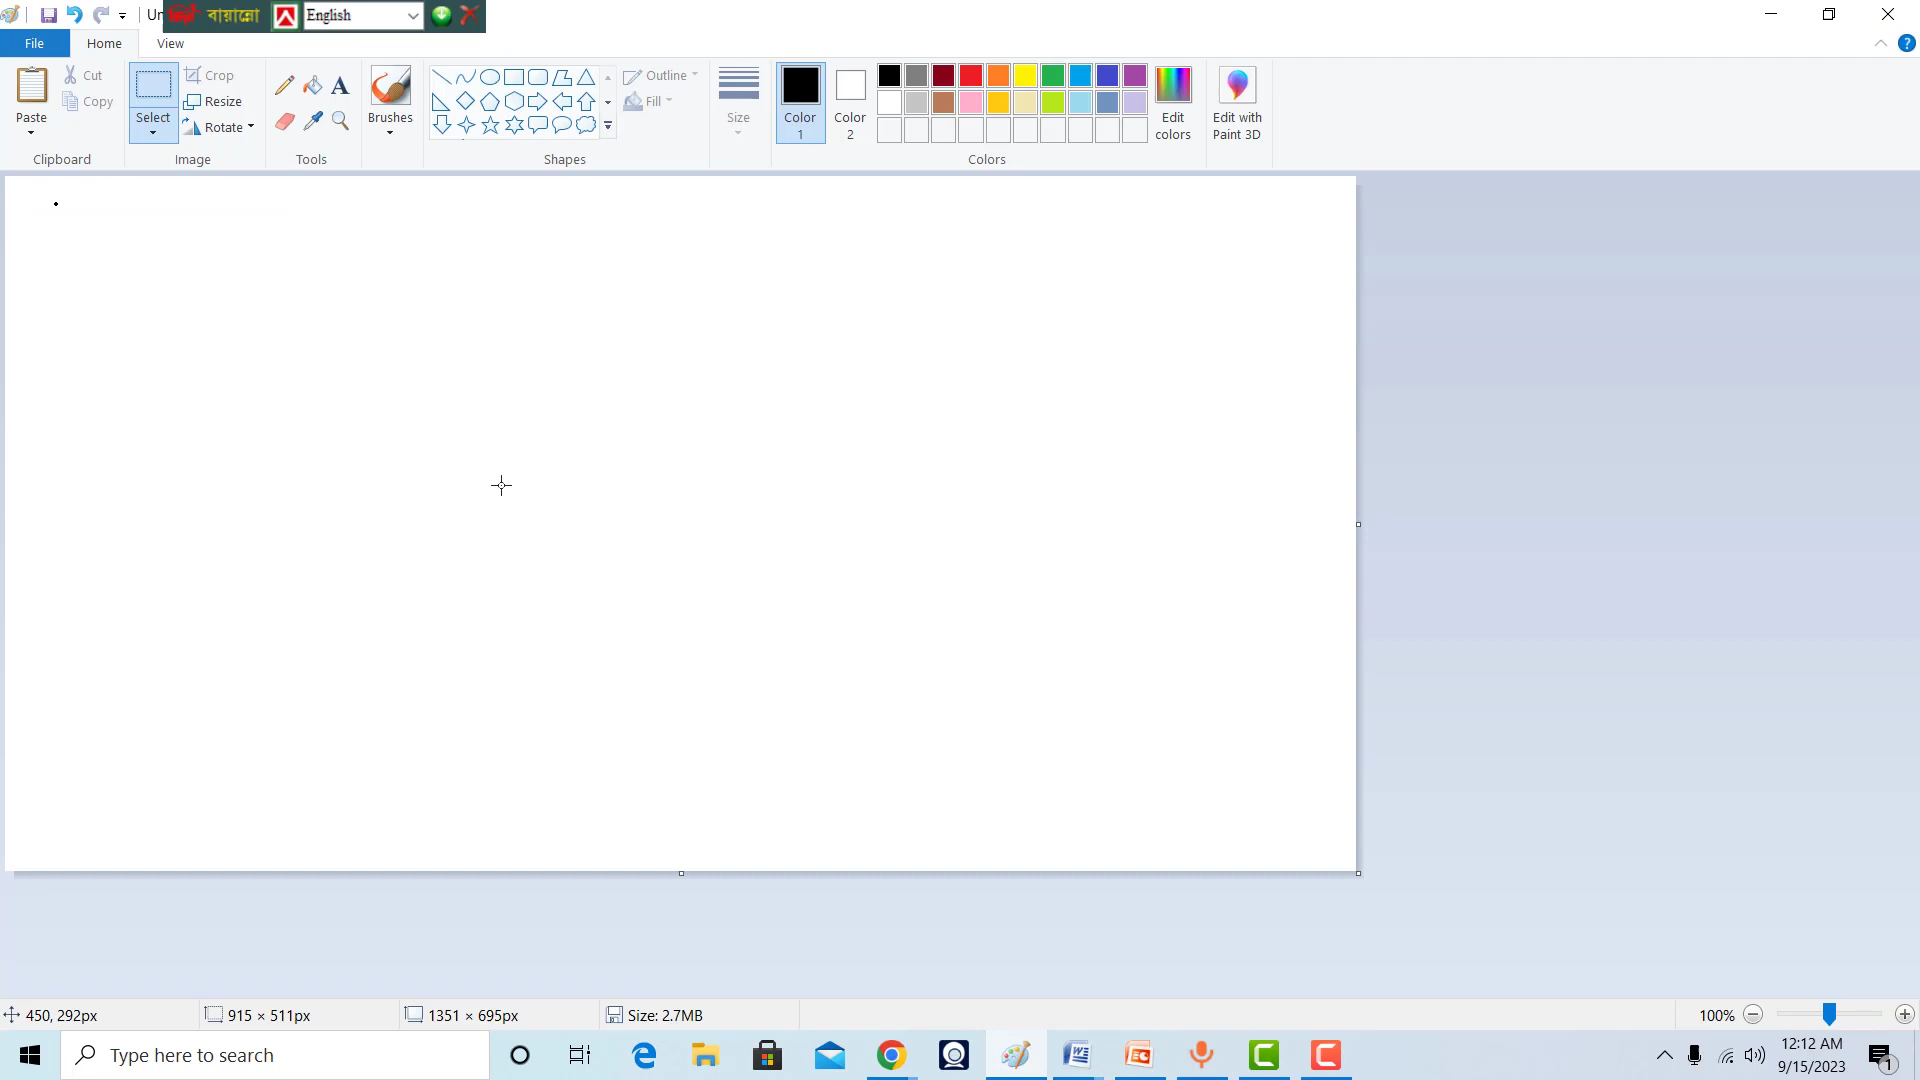 Un
বায়ান্নো
English
File
Home
View
Paste
Cut
Copy
Clipboard
Select
Crop
Resize
Rotate
Image
A
Tools
Brushes
Shapes
Outline
Fill
Size
Color
1
Color
2
Edit
colors
Colors
Edit with
Paint 3D
450, 292px
915 × 511px
1351 × 695px
Size: 2.7MB
100%
Type here to search
12:12 AM
9/15/2023
1